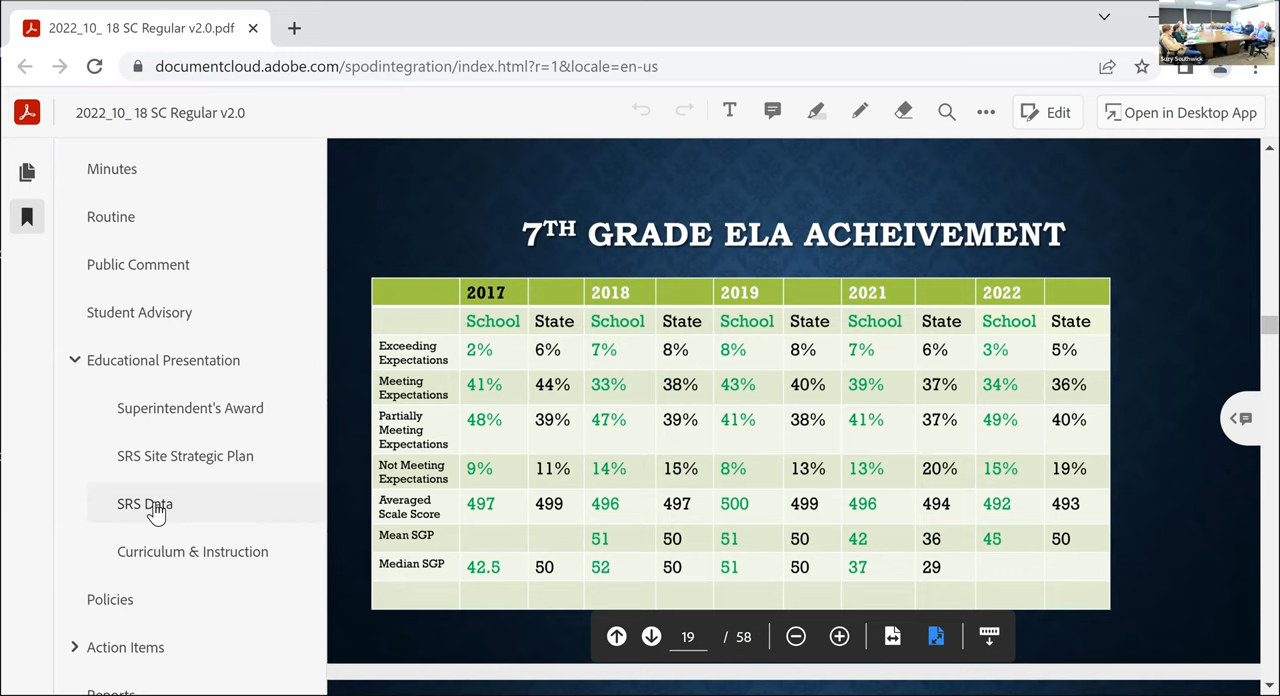 2022_10_ 18 SC Regular v2.0.pdf
Suzy Southwick
documentcloud.adobe.com/spodintegration/index.html?r=1&locale=en-us
2022_10_ 18 SC Regular v2.0
T
Edit
Open in Desktop App
Minutes
Routine
Public Comment
Student Advisory
Educational Presentation
Superintendent's Award
SRS Site Strategic Plan
SRS Data
Curriculum & Instruction
Policies
Action Items
Reports
7TH GRADE ELA ACHEIVEMENT
2017 2018 2019 2021 2022
School State School State School State School State School State
Exceeding
Expectations 2% 6% 7% 8% 8% 8% 7% 6% 3% 5%
Meeting
Expectations 41% 44% 33% 38% 43% 40% 39% 37% 34% 36%
Partially
Meeting
Expectations 48% 39% 47% 39% 41% 38% 41% 37% 49% 40%
Not Meeting
Expectations 9% 11% 14% 15% 8% 13% 13% 20% 15% 19%
Averaged
Scale Score 497 499 496 497 500 499 496 494 492 493
Mean SGP 51 50 51 50 42 36 45 50
Median SGP 42.5 50 52 50 51 50 37 29
19 / 58